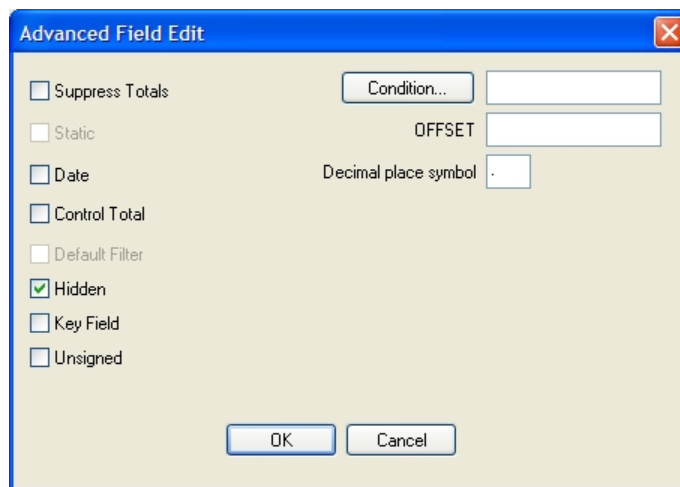 Advanced Field Edit
Suppress Totals
Condition...
Static
OFFSET
Date
Decimal place symbol
.
Control Total
Default Filter
Hidden
Key Field
Unsigned
OK
Cancel